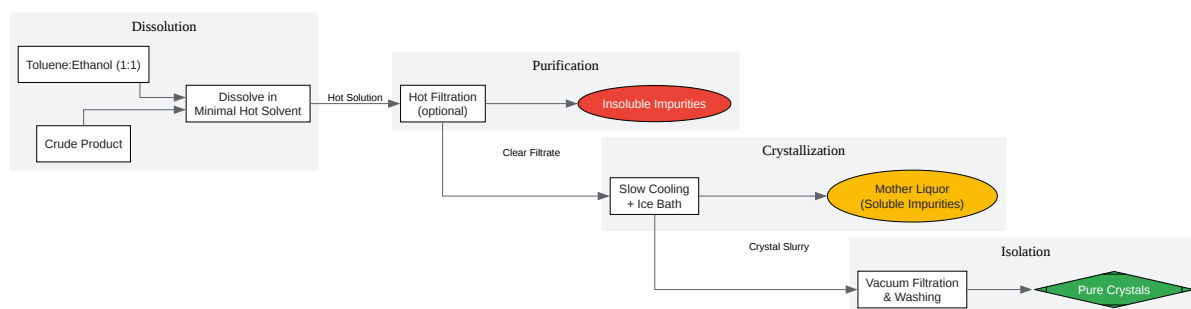 Dissolution
Toluene:Ethanol (1:1)
Dissolve in
Minimal Hot Solvent
Crude Product
Hot Solution
Purification
Hot Filtration
(optional)
Insoluble Impurities
Clear Filtrate
Crystallization
Slow Cooling
+ Ice Bath
Mother Liquor
(Soluble Impurities)
Crystal Slurry
Isolation
Vacuum Filtration
& Washing
Pure Crystals